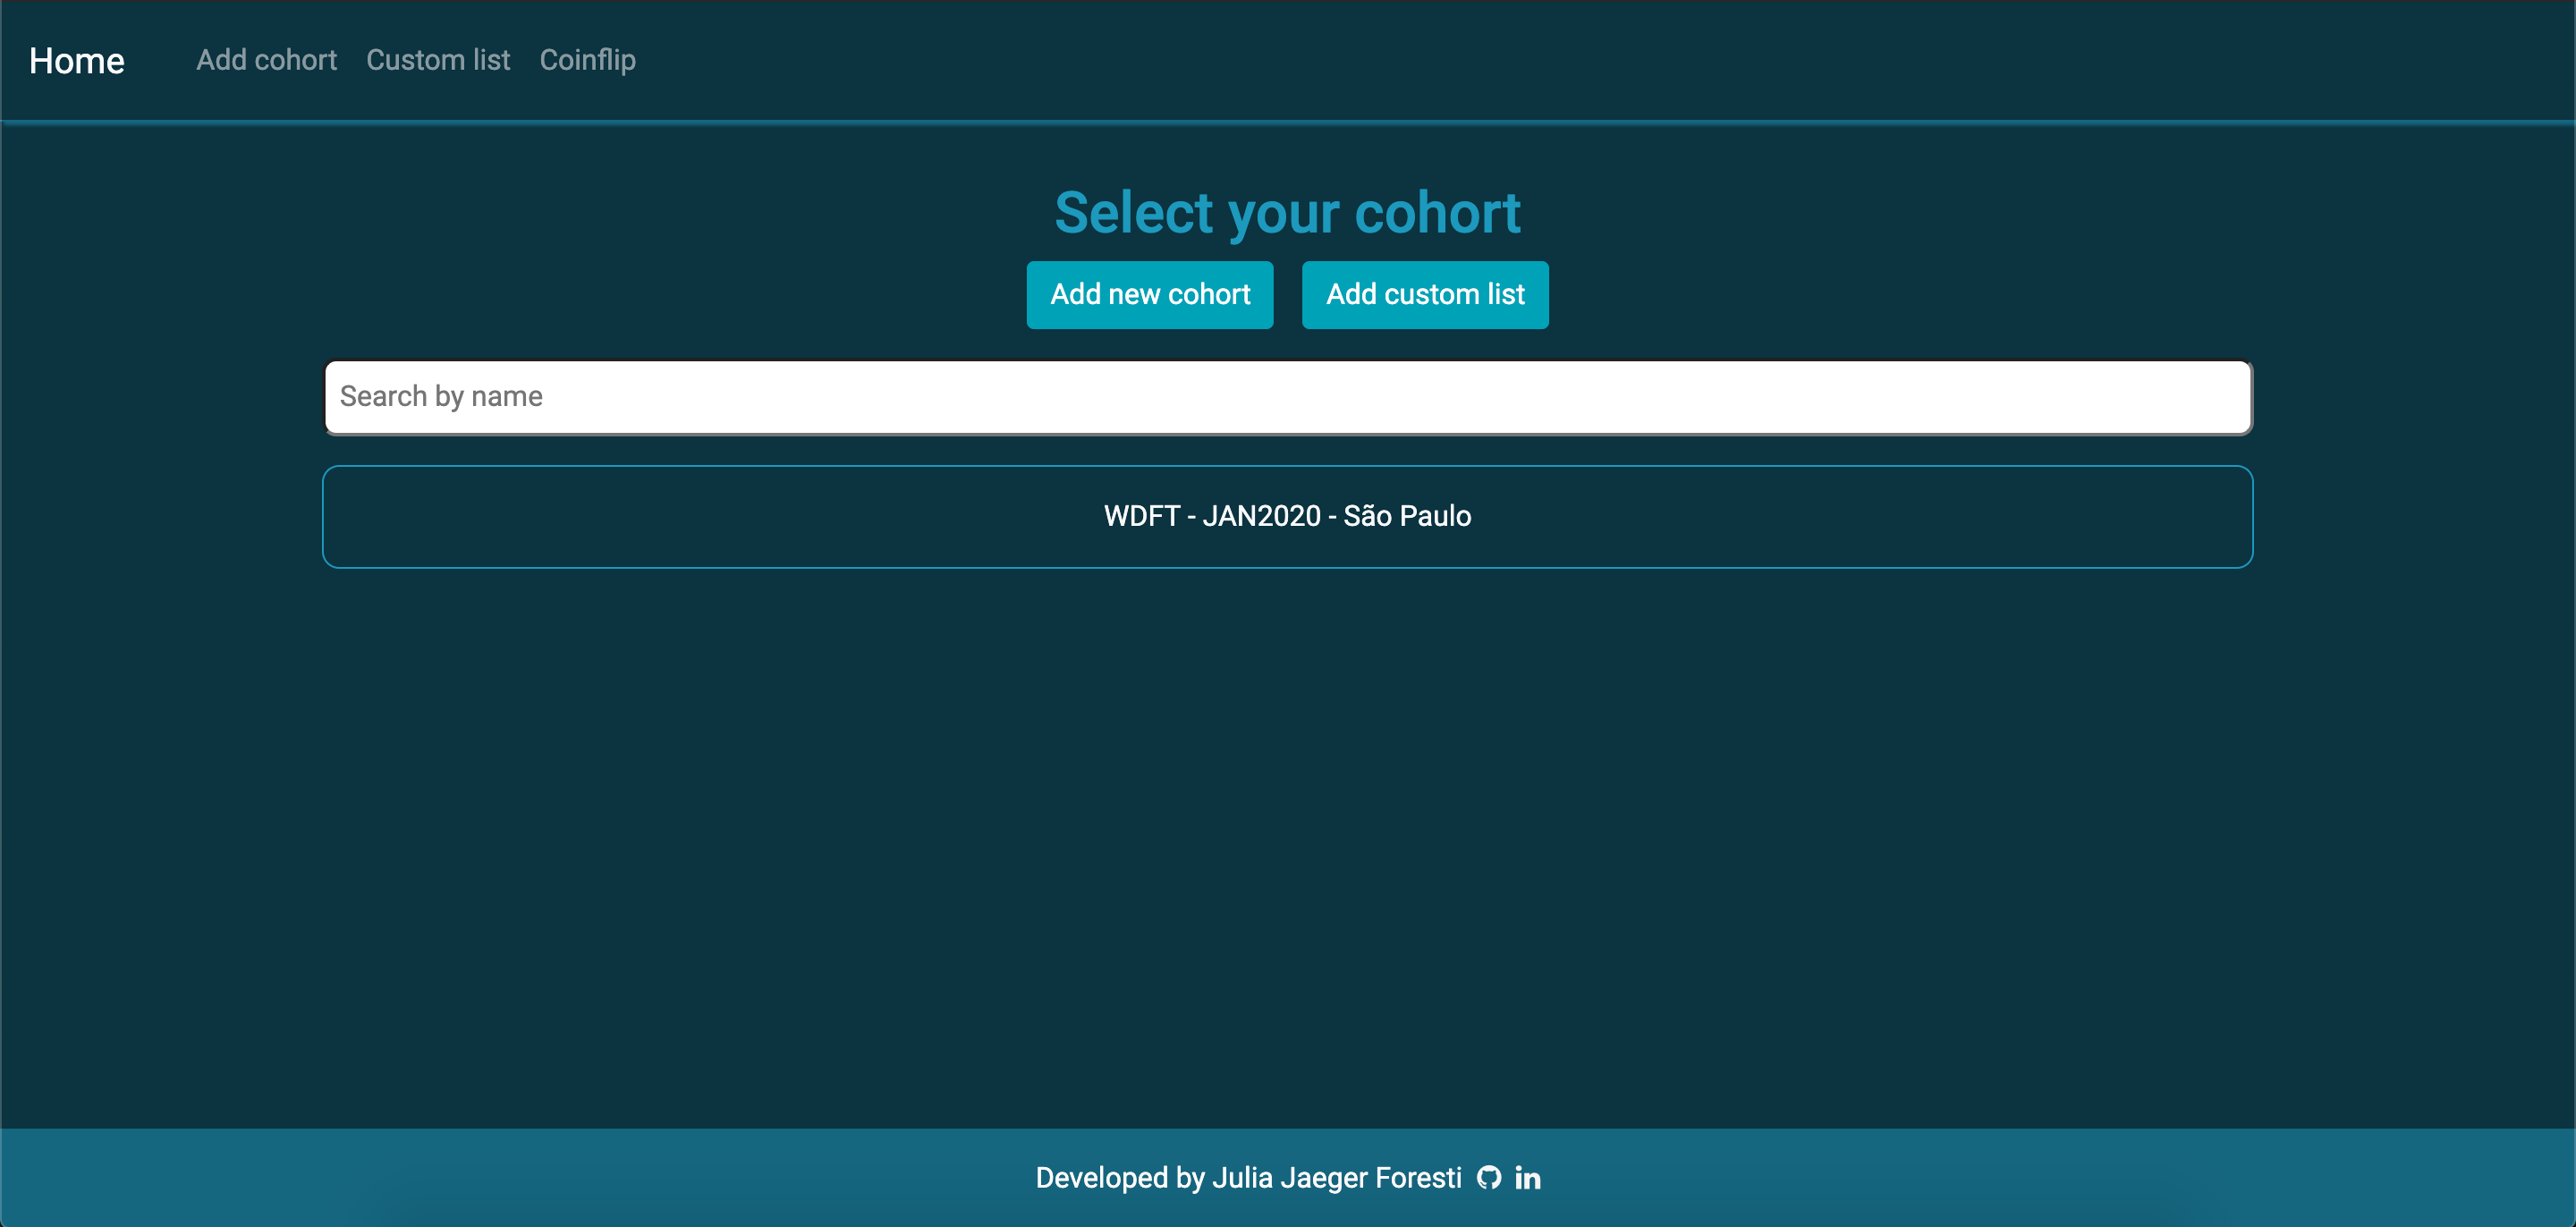 Home Add cohort Custom list Coinflip
Select your cohort
Add new cohort Add custom list
Search by name
WDFT - JAN2020 - São Paulo
Developed by Julia Jaeger Foresti